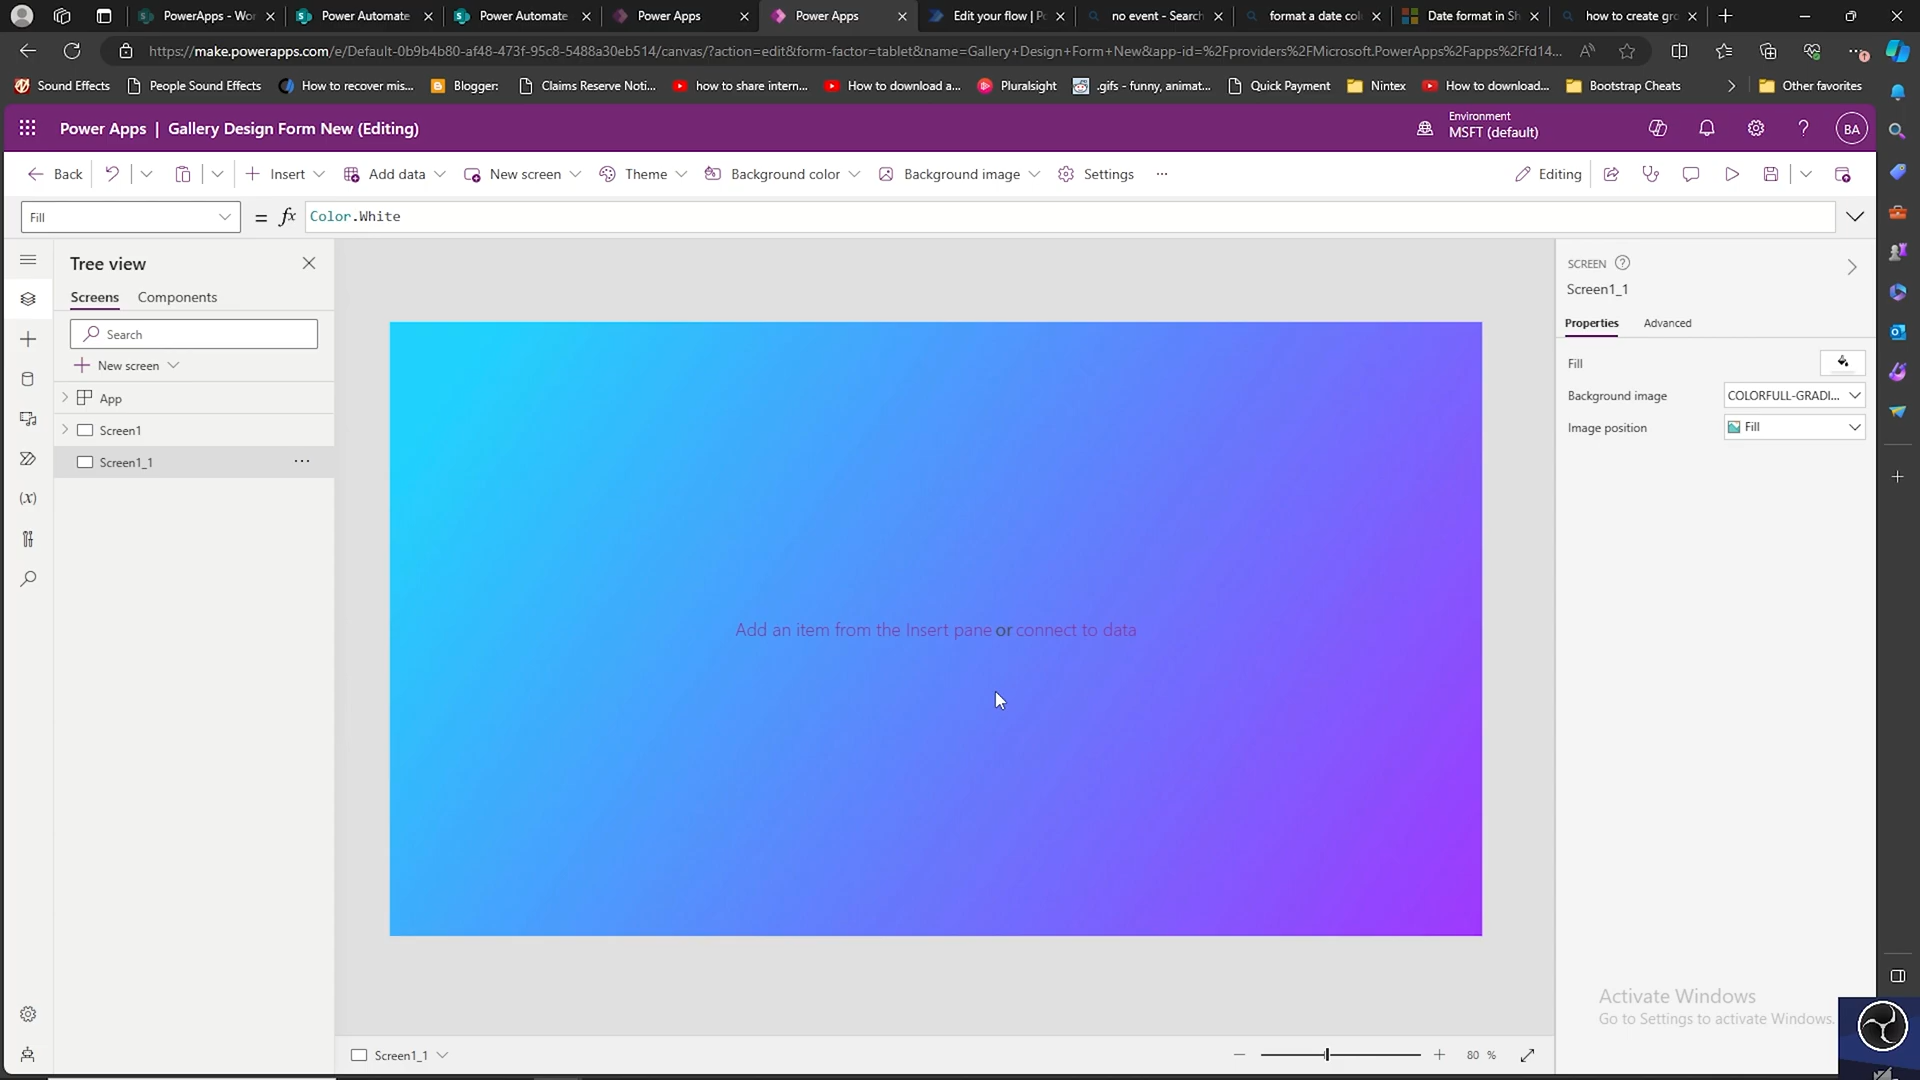 PowerApps - Wor
Power Automate
Power Automate
Power Apps
Power Apps
Edit your flow | Po
no event - Search
format a date col
Date format in Sh
how to create gro
https://make.powerapps.com/e/Default-0b9b4b80-af48-473f-95c8-5488a30eb514/canvas/?action=edit&form-factor=tablet&name=Gallery+Design+Form+New&app-id=%2Fproviders%2FMicrosoft.PowerApps%2Fapps%2Ffd14...
Sound Effects
People Sound Effects
How to recover mis...
Blogger:
Claims Reserve Noti...
how to share intern...
How to download a...
Pluralsight
.gifs - funny, animat...
Quick Payment
Nintex
How to download...
Bootstrap Cheats
Other favorites
Power Apps | Gallery Design Form New (Editing)
Environment
MSFT (default)
BA
Back
Insert
Add data
New screen
Theme
Background color
Background image
Settings
Editing
Fill
= fx
Color.White
Tree view
Screens
Components
Search
New screen
App
Screen1
Screen1_1
Add an item from the Insert pane or connect to data
SCREEN
Screen1_1
Properties
Advanced
Fill
Background image
COLORFULL-GRADI...
Image position
Fill
Activate Windows
Go to Settings to activate Windows.
Screen1_1
80 %